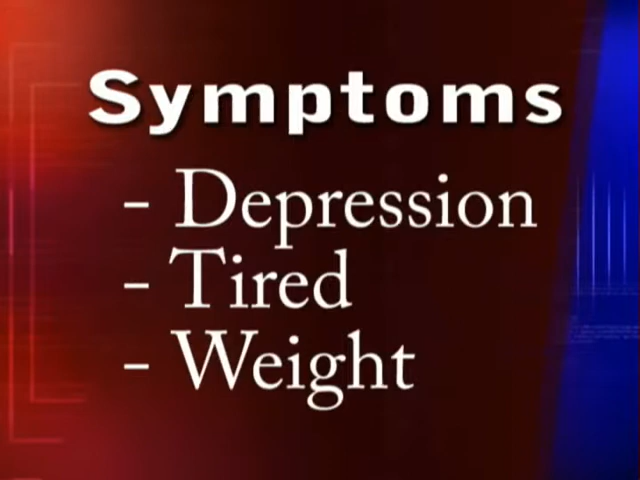 Symptoms
- Depression
- Tired
- Weight